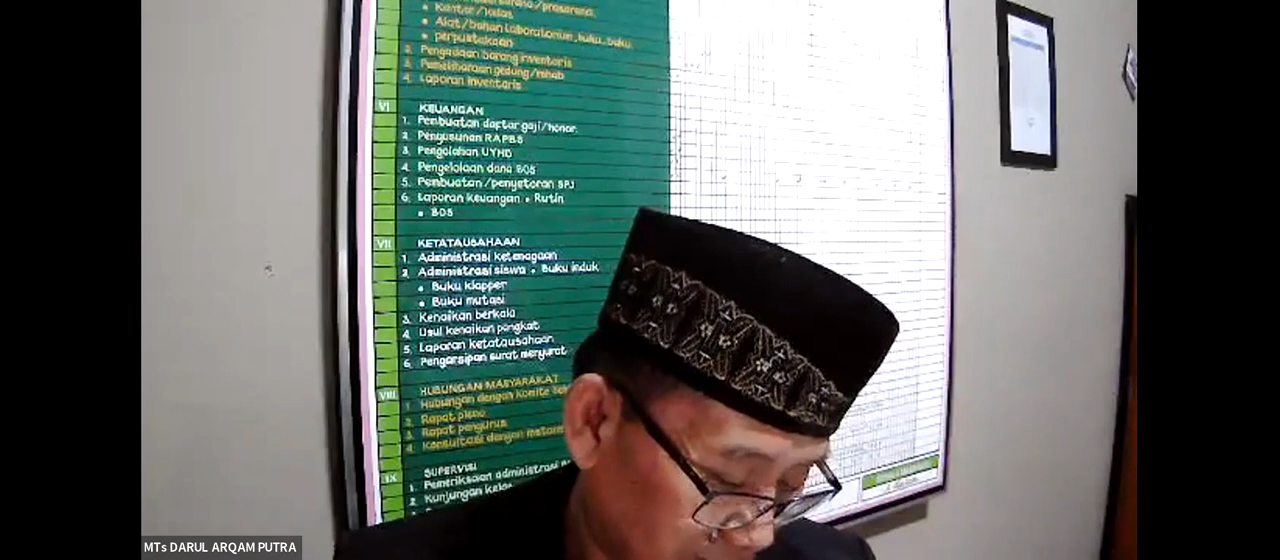 Kantor/kelas
Alat/bahan laboratorium, buku, buku
perpustakaan
2. Pengadaan barang inventaris
3. Pemeliharaan gedung/rehab
4. Laporan inventaris
VI KEUANGAN
1. Pembuatan daftar gaji/honor
2. Penyusunan RAPBS
3. Pengolahan UYHD
4. Pengelolaan dana BOS
5. Pembuatan/penyetoran SPJ
6. Laporan keuangan • Rutin
• BOS
VII KETATAUSAHAAN
1. Administrasi ketenagaan
2. Administrasi siswa • Buku induk
• Buku klapper
• Buku mutasi
3. Kenaikan berkala
4. Usul kenaikan pangkat
5. Laporan ketatausahaan
6. Pengarsipan surat menyurat
VIII HUBUNGAN MASYARAKAT
1. Hubungan dengan komite
2. Rapat pleno
3. Rapat pengurus
4. Konsultasi dengan
IX SUPERVISI
1. Pemeriksaan administrasi
2. Kunjungan
MTs DARUL ARQAM PUTRA